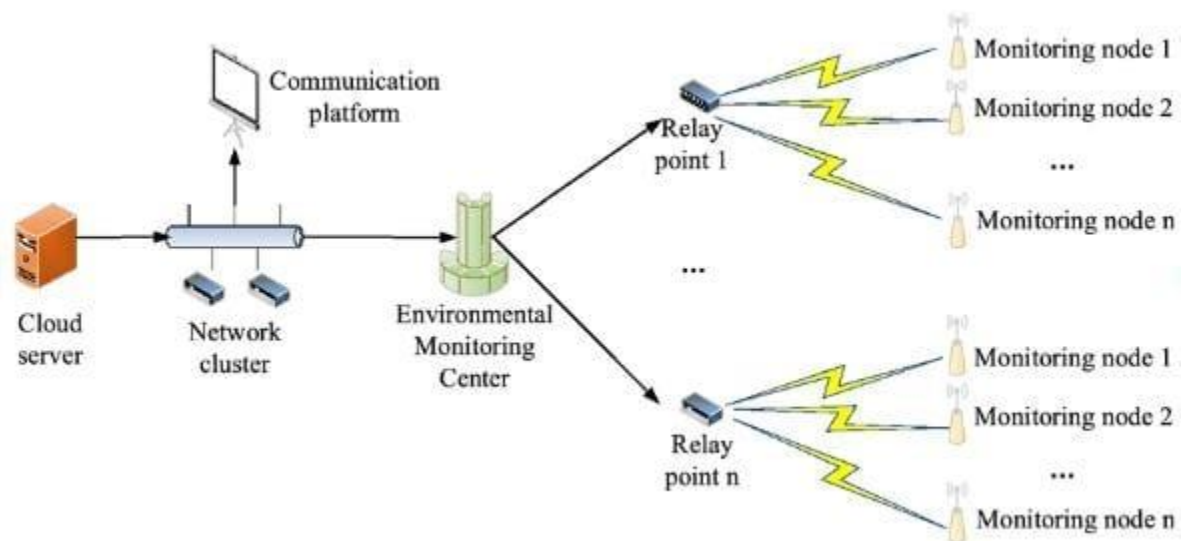 Communication
platform
Cloud
server
Network
cluster
Environmental
Monitoring
Center
Relay
point 1
Monitoring node 1
Monitoring node 2
...
Monitoring node n
...
Relay
point n
Monitoring node 1
Monitoring node 2
...
Monitoring node n